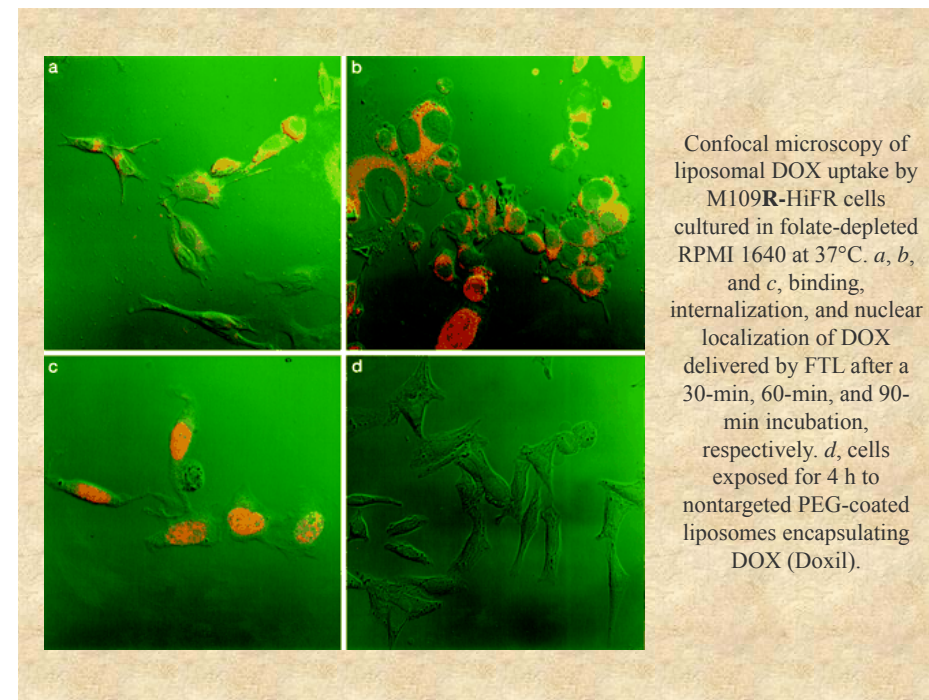 a
b
c
d
Confocal microscopy of
liposomal DOX uptake by
M109R-HiFR cells
cultured in folate-depleted
RPMI 1640 at 37°C. a, b,
and c, binding,
internalization, and nuclear
localization of DOX
delivered by FTL after a
30-min, 60-min, and 90-
min incubation,
respectively. d, cells
exposed for 4 h to
nontargeted PEG-coated
liposomes encapsulating
DOX (Doxil).